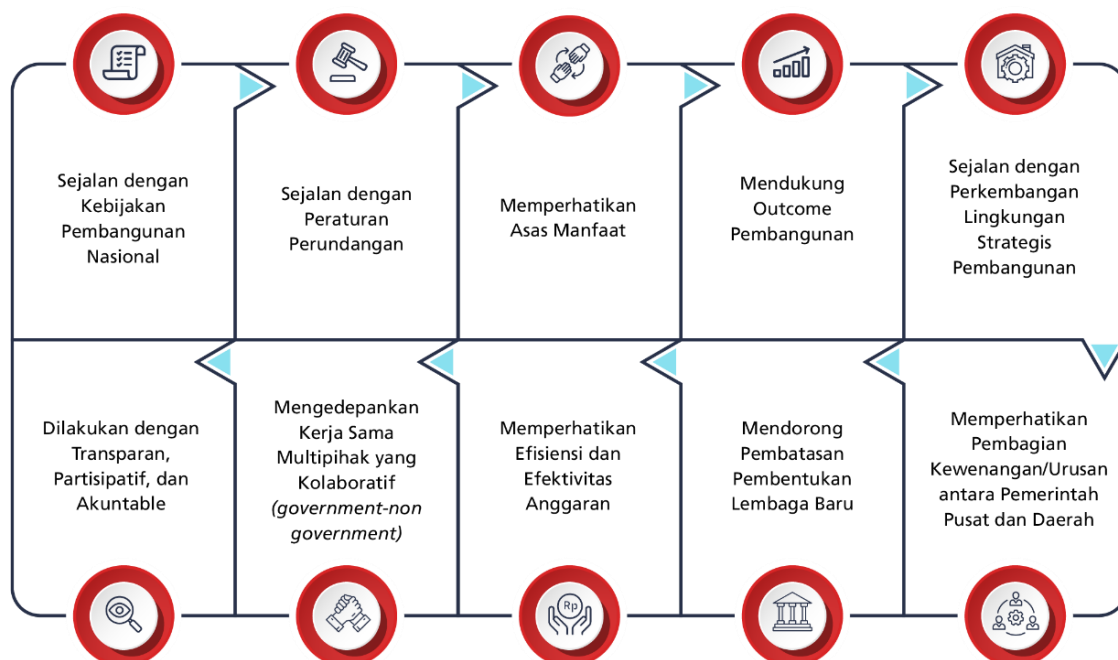 Sejalan dengan
Kebijakan
Pembangunan
Nasional
Sejalan dengan
Peraturan
Perundangan
Memperhatikan
Asas Manfaat
Mendukung
Outcome
Pembangunan
Sejalan dengan
Perkembangan
Lingkungan
Strategis
Pembangunan
Memperhatikan
Pembagian
Kewenangan/Urusan
antara Pemerintah
Pusat dan Daerah
Mendorong
Pembatasan
Pembentukan
Lembaga Baru
Memperhatikan
Efisiensi dan
Efektivitas
Anggaran
Rp
Mengedepankan
Kerja Sama
Multipihak yang
Kolaboratif
(government-non
government)
Dilakukan dengan
Transparan,
Partisipatif, dan
Akuntable